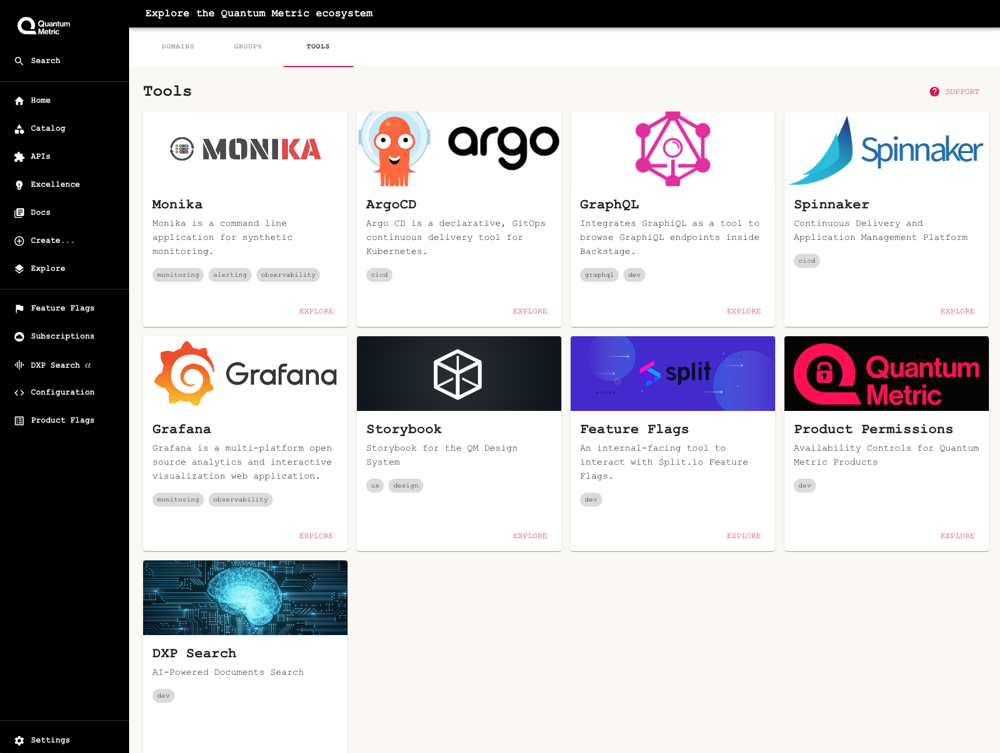 Quantum
Metric
Search
Home
Catalog
APIs
Excellence
Docs
Create...
Explore
Feature Flags
Subscriptions
DXP Search α
Configuration
Product Flags
Settings
Explore the Quantum Metric ecosystem
DOMAINS GROUPS TOOLS
Tools
SUPPORT
MONIKA
Monika
Monika is a command line
application for synthetic
monitoring.
monitoring alerting observability
EXPLORE
argo
ArgoCD
Argo CD is a declarative, GitOps
continuous delivery tool for
Kubernetes.
cicd
EXPLORE
GraphQL
Integrates GraphiQL as a tool to
browse GraphiQL endpoints inside
Backstage.
graphql dev
EXPLORE
Spinnaker
Spinnaker
Continuous Delivery and
Application Management Platform
cicd
EXPLORE
Grafana
Grafana
Grafana is a multi-platform open
source analytics and interactive
visualization web application.
monitoring observability
EXPLORE
Storybook
Storybook for the QM Design
System
ux design
EXPLORE
split
Feature Flags
An internal-facing tool to
interact with Split.io Feature
Flags.
dev
EXPLORE
Quantum
Metric
Product Permissions
Availability Controls for Quantum
Metric Products
dev
EXPLORE
DXP Search
AI-Powered Documents Search
dev